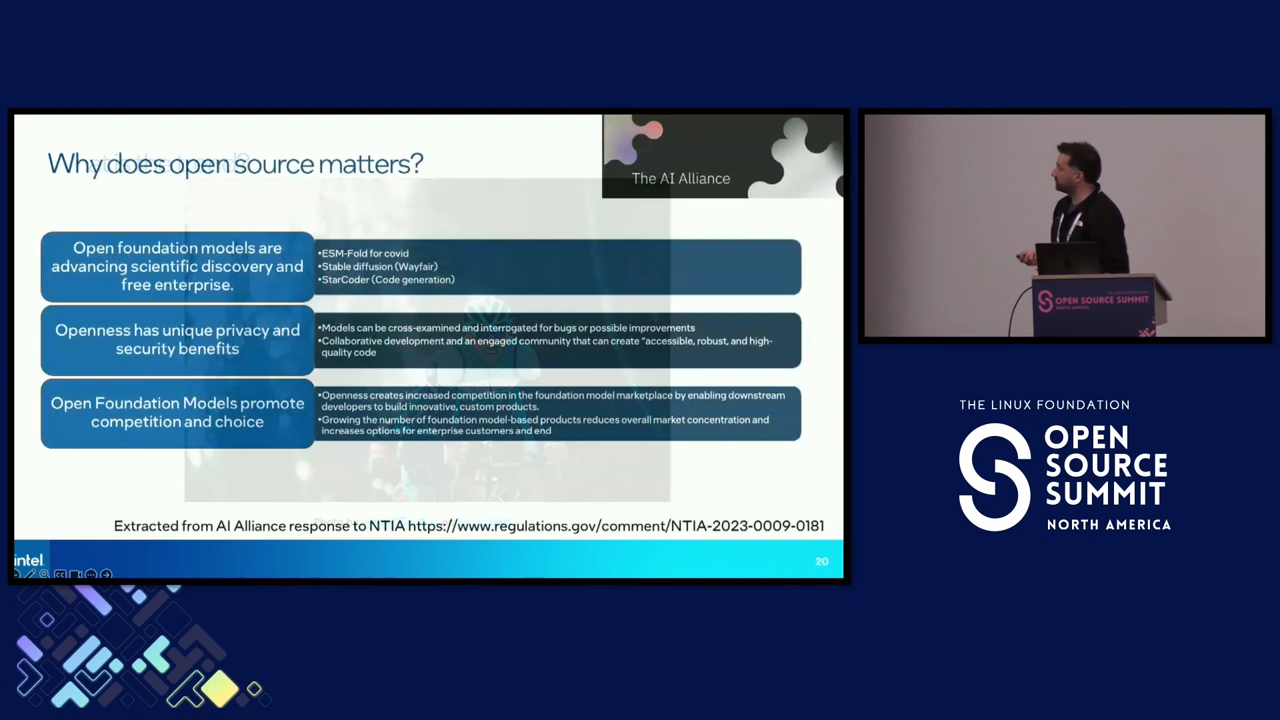 Why does open source matters?
The AI Alliance
Open foundation models are
advancing scientific discovery and
free enterprise.
•ESM-Fold for covid
•Stable diffusion (Wayfair)
•StarCoder (Code generation)
Openness has unique privacy and
security benefits
•Models can be cross-examined and interrogated for bugs or possible improvements
•Collaborative development and an engaged community that can create "accessible, robust, and high-
quality code
Open Foundation Models promote
competition and choice
•Openness creates increased competition in the foundation model marketplace by enabling downstream
developers to build innovative, custom products.
•Growing the number of foundation model-based products reduces overall market concentration and
increases options for enterprise customers and end
Extracted from AI Alliance response to NTIA https://www.regulations.gov/comment/NTIA-2023-0009-0181
intel
20
OPEN SOURCE SUMMIT
NORTH AMERICA
THE LINUX FOUNDATION
OPEN
SOURCE
SUMMIT
NORTH AMERICA